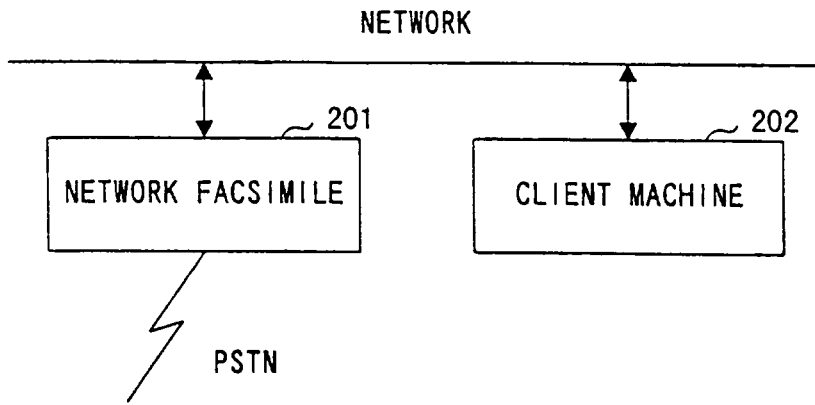 NETWORK
201
202
NETWORK FACSIMILE
CLIENT MACHINE
PSTN